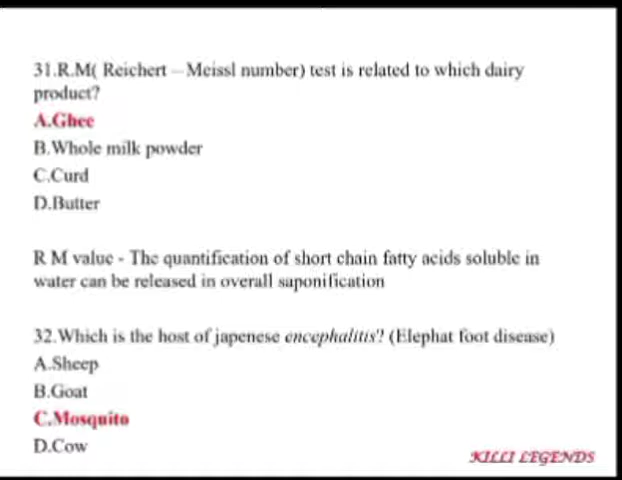 31.R.M( Reichert – Meissl number) test is related to which dairy
product?
A.Ghee
B.Whole milk powder
C.Curd
D.Butter
R M value - The quantification of short chain fatty acids soluble in
water can be released in overall saponification
32.Which is the host of japenese encephalitis? (Elephat foot disease)
A.Sheep
B.Goat
C.Mosquito
D.Cow
KILLI LEGENDS